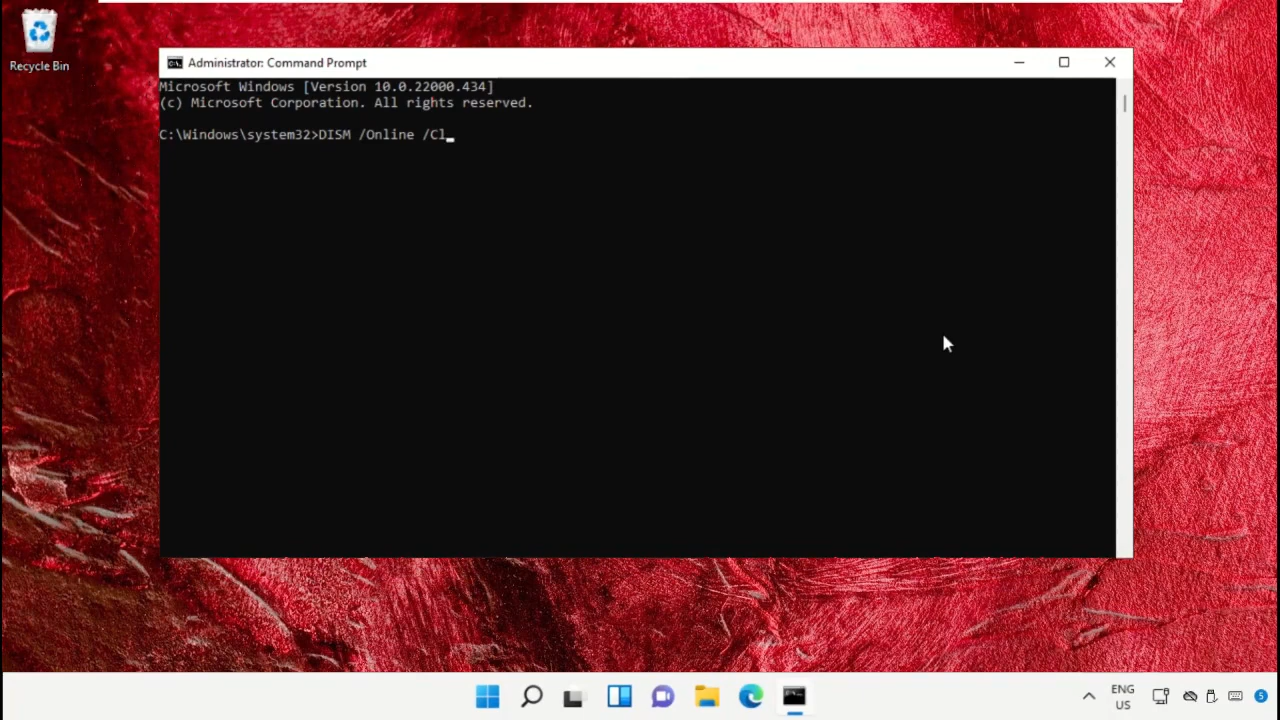 Recycle Bin
Administrator: Command Prompt
Microsoft Windows [Version 10.0.22000.434]
(c) Microsoft Corporation. All rights reserved.
C:\Windows\system32>DISM /Online /Cl
ENG
US
5